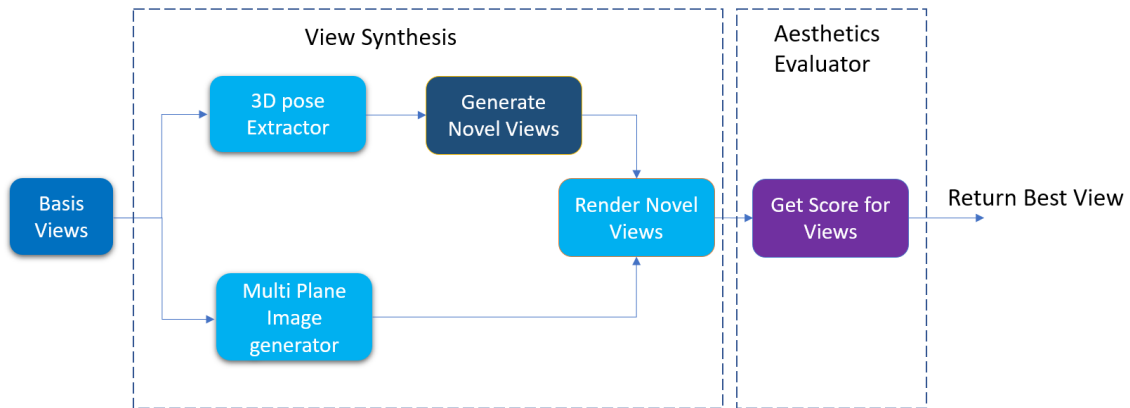 View Synthesis
Aesthetics
Evaluator
3D pose
Extractor
Generate
Novel Views
Basis
Views
Render Novel
Views
Get Score for
Views
Return Best View
Multi Plane
Image
generator